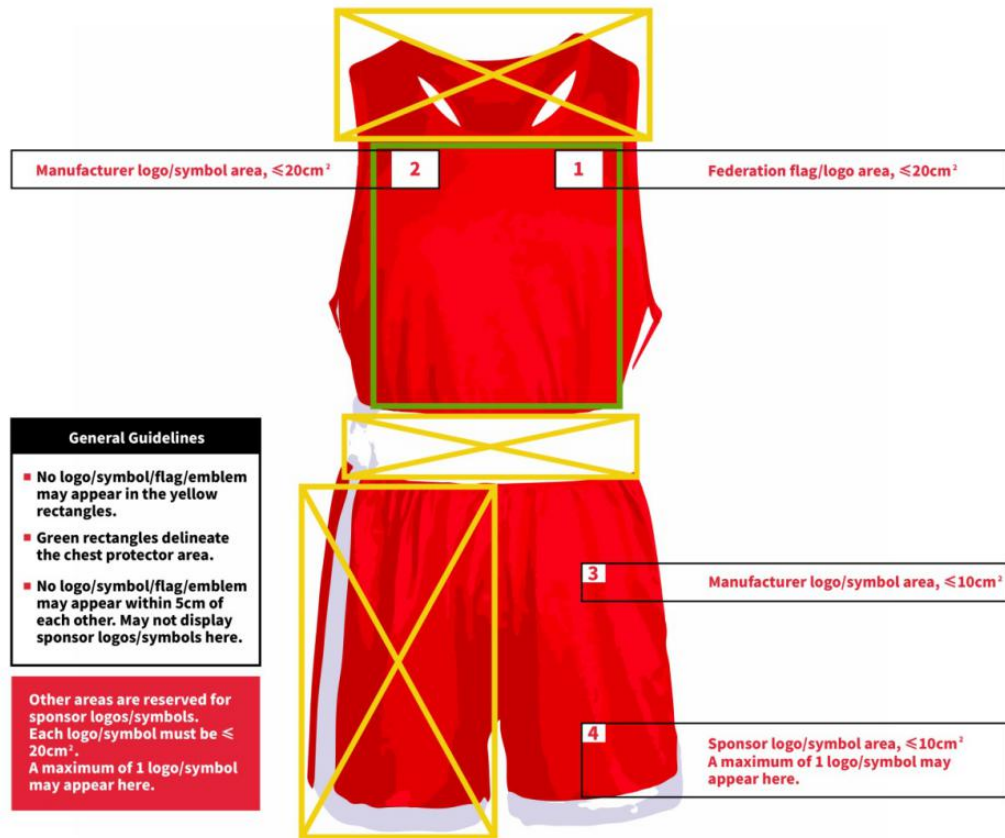 Manufacturer logo/symbol area, ≤20cm²
2
1
Federation flag/logo area, ≤20cm²
General Guidelines
No logo/symbol/flag/emblem
may appear in the yellow
rectangles.
Green rectangles delineate
the chest protector area.
No logo/symbol/flag/emblem
may appear within 5cm of
each other. May not display
sponsor logos/symbols here.
Other areas are reserved for
sponsor logos/symbols.
Each logo/symbol must be ≤
20cm².
A maximum of 1 logo/symbol
may appear here.
3
Manufacturer logo/symbol area, ≤10cm²
4
Sponsor logo/symbol area, ≤10cm²
A maximum of 1 logo/symbol may
appear here.